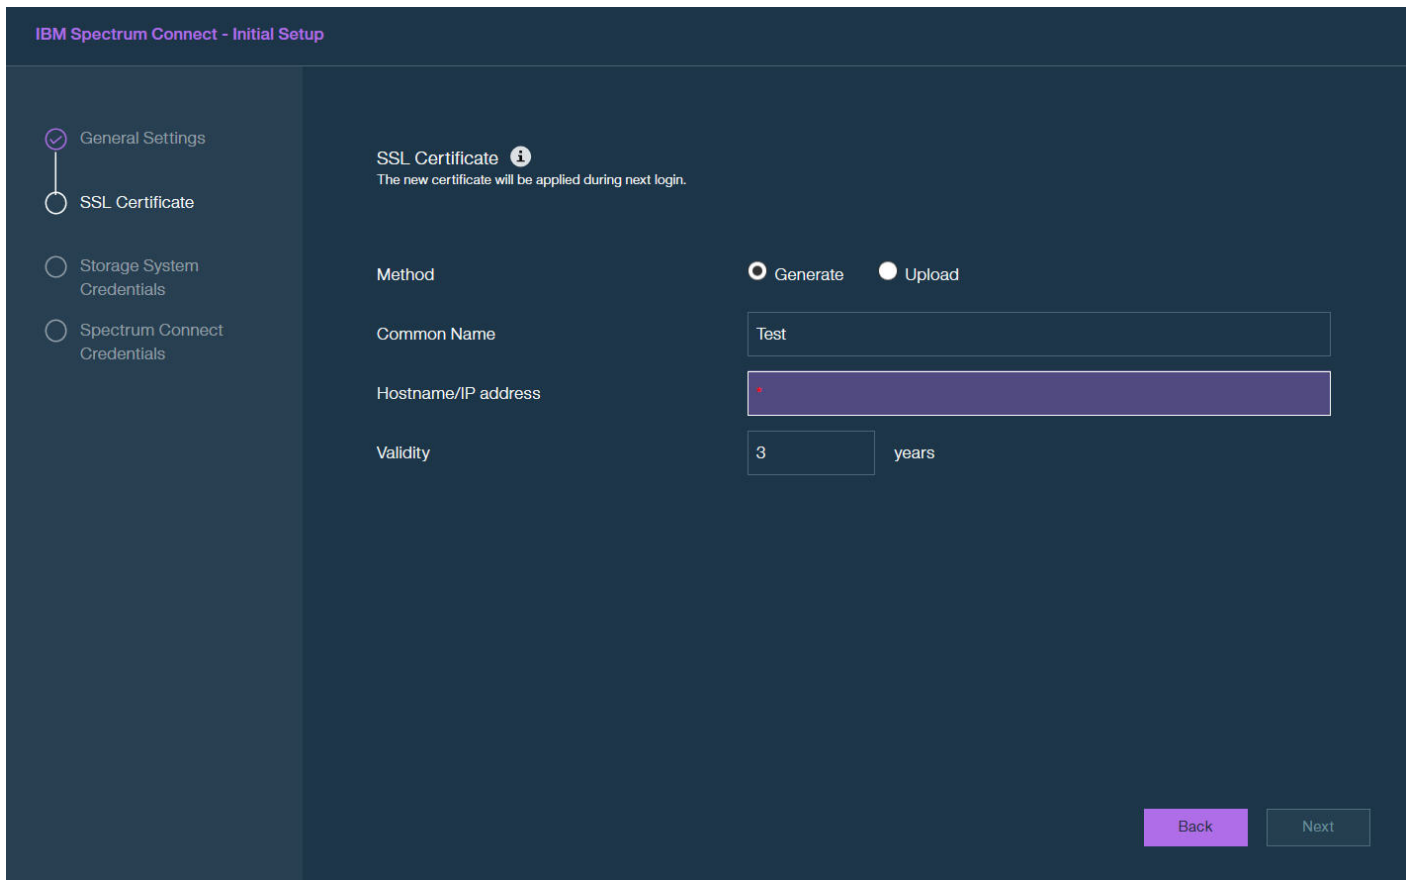 IBM Spectrum Connect - Initial Setup
General Settings
SSL Certificate
Storage System
Credentials
Spectrum Connect
Credentials
SSL Certificate
The new certificate will be applied during next login.
Method Generate Upload
Common Name Test
Hostname/IP address *
Validity 3 years
Back Next